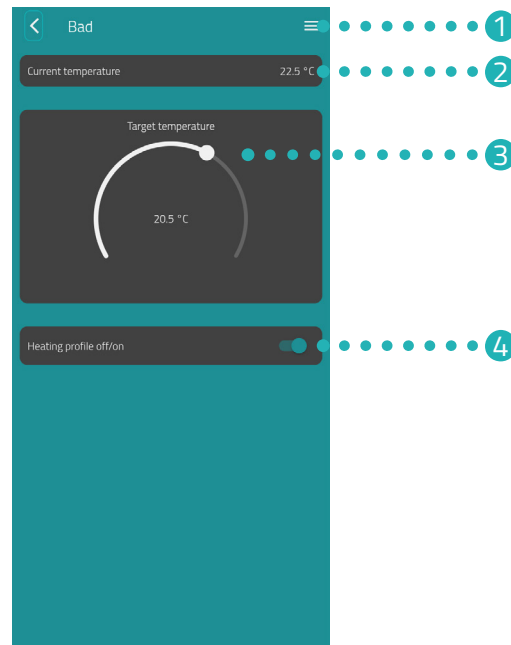 Bad
1
Current temperature 22.5 °C
2
Target temperature
3
20.5 °C
Heating profile off/on
4